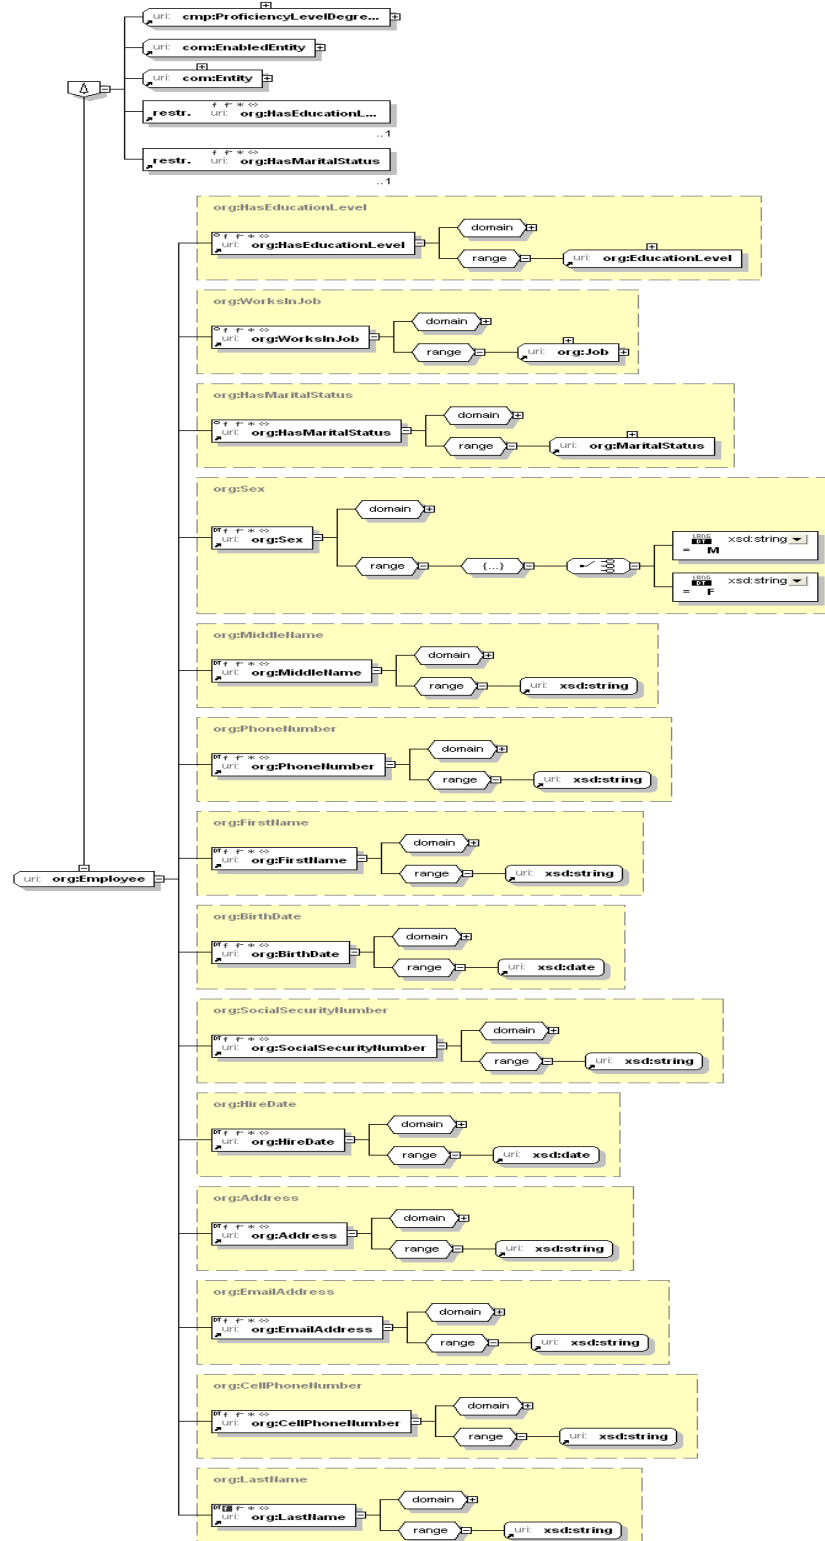 uri: cmp:ProficiencyLevelDegre...
uri: com:EnabledEntity
uri: com:Entity
restr. uri: org:HasEducationL...
..1
restr. uri: org:HasMaritalStatus
..1
org:HasEducationLevel
domain
uri: org:HasEducationLevel
range
uri: org:EducationLevel
org:WorksInJob
domain
uri: org:WorksInJob
range
uri: org:Job
org:HasMaritalStatus
domain
uri: org:HasMaritalStatus
range
uri: org:MaritalStatus
org:Sex
domain
uri: org:Sex
xsd:string
= M
range
{...}
xsd:string
= F
org:MiddleName
domain
uri: org:MiddleName
range
uri: xsd:string
org:PhoneNumber
domain
uri: org:PhoneNumber
range
uri: xsd:string
org:FirstName
domain
uri: org:FirstName
range
uri: xsd:string
uri: org:Employee
org:BirthDate
domain
uri: org:BirthDate
range
uri: xsd:date
org:SocialSecurityNumber
domain
uri: org:SocialSecurityNumber
range
uri: xsd:string
org:HireDate
domain
uri: org:HireDate
range
uri: xsd:date
org:Address
domain
uri: org:Address
range
uri: xsd:string
org:EmailAddress
domain
uri: org:EmailAddress
range
uri: xsd:string
org:CellPhoneNumber
domain
uri: org:CellPhoneNumber
range
uri: xsd:string
org:LastName
domain
uri: org:LastName
range
uri: xsd:string